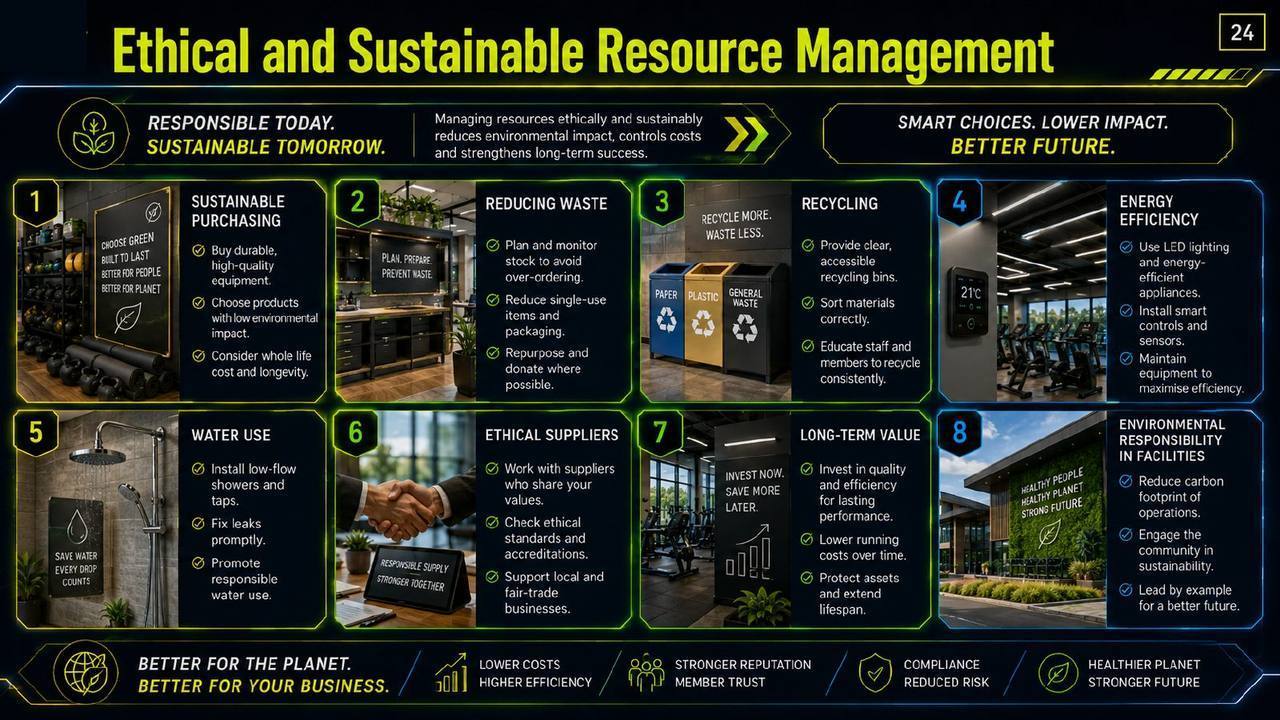 Ethical and Sustainable Resource Management
24
RESPONSIBLE TODAY.
SUSTAINABLE TOMORROW.
Managing resources ethically and sustainably
reduces environmental impact, controls costs
and strengthens long-term success.
SMART CHOICES. LOWER IMPACT.
BETTER FUTURE.
1
CHOOSE GREEN
BUILT TO LAST
BETTER FOR PEOPLE
BETTER FOR PLANET
SUSTAINABLE
PURCHASING
Buy durable,
high-quality
equipment.
Choose products
with low environmental
impact.
Consider whole life
cost and longevity.
2
PLAN. PREPARE.
PREVENT WASTE.
REDUCING WASTE
Plan and monitor
stock to avoid
over-ordering.
Reduce single-use
items and
packaging.
Repurpose and
donate where
possible.
3
RECYCLE MORE.
WASTE LESS.
PAPER
PLASTIC
GENERAL
WASTE
RECYCLING
Provide clear,
accessible
recycling bins.
Sort materials
correctly.
Educate staff and
members to recycle
consistently.
4
21°C
ENERGY
EFFICIENCY
Use LED lighting
and energy-
efficient
appliances.
Install smart
controls and
sensors.
Maintain
equipment to
maximise efficiency.
5
SAVE WATER
EVERY DROP
COUNTS
WATER USE
Install low-flow
showers and
taps.
Fix leaks
promptly.
Promote
responsible
water use.
6
RESPONSIBLE SUPPLY
STRONGER TOGETHER
ETHICAL SUPPLIERS
Work with suppliers
who share your
values.
Check ethical
standards and
accreditations.
Support local and
fair-trade
businesses.
7
INVEST NOW.
SAVE MORE
LATER.
LONG-TERM VALUE
Invest in quality
and efficiency
for lasting
performance.
Lower running
costs over time.
Protect assets
and extend
lifespan.
8
HEALTHY PEOPLE
HEALTHY PLANET
STRONG FUTURE
ENVIRONMENTAL
RESPONSIBILITY
IN FACILITIES
Reduce carbon
footprint of
operations.
Engage the
community in
sustainability.
Lead by example
for a better future.
BETTER FOR THE PLANET.
BETTER FOR YOUR BUSINESS.
LOWER COSTS
HIGHER EFFICIENCY
STRONGER REPUTATION
MEMBER TRUST
COMPLIANCE
REDUCED RISK
HEALTHIER PLANET
STRONGER FUTURE